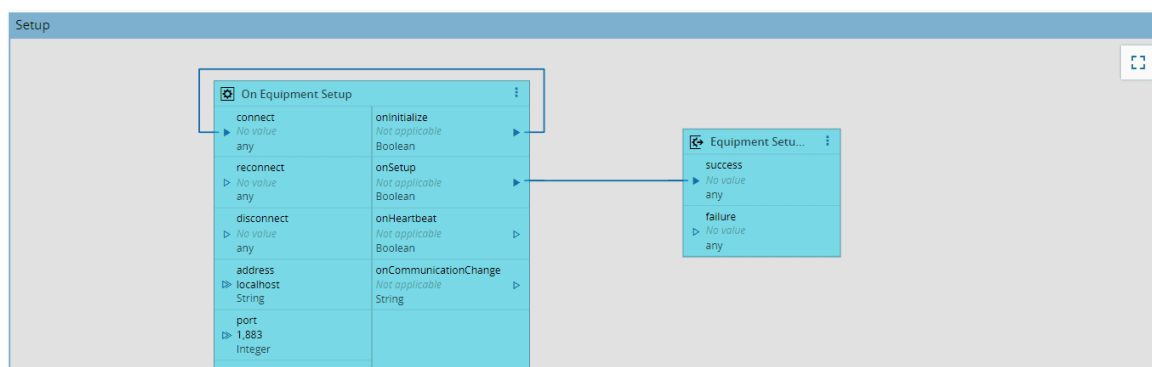 Setup
On Equipment Setup
connect
No value
any
onInitialize
Not applicable
Boolean
reconnect
No value
any
onSetup
Not applicable
Boolean
disconnect
No value
any
onHeartbeat
Not applicable
Boolean
address
localhost
String
onCommunicationChange
Not applicable
String
port
1,883
Integer
Equipment Setu...
success
No value
any
failure
No value
any